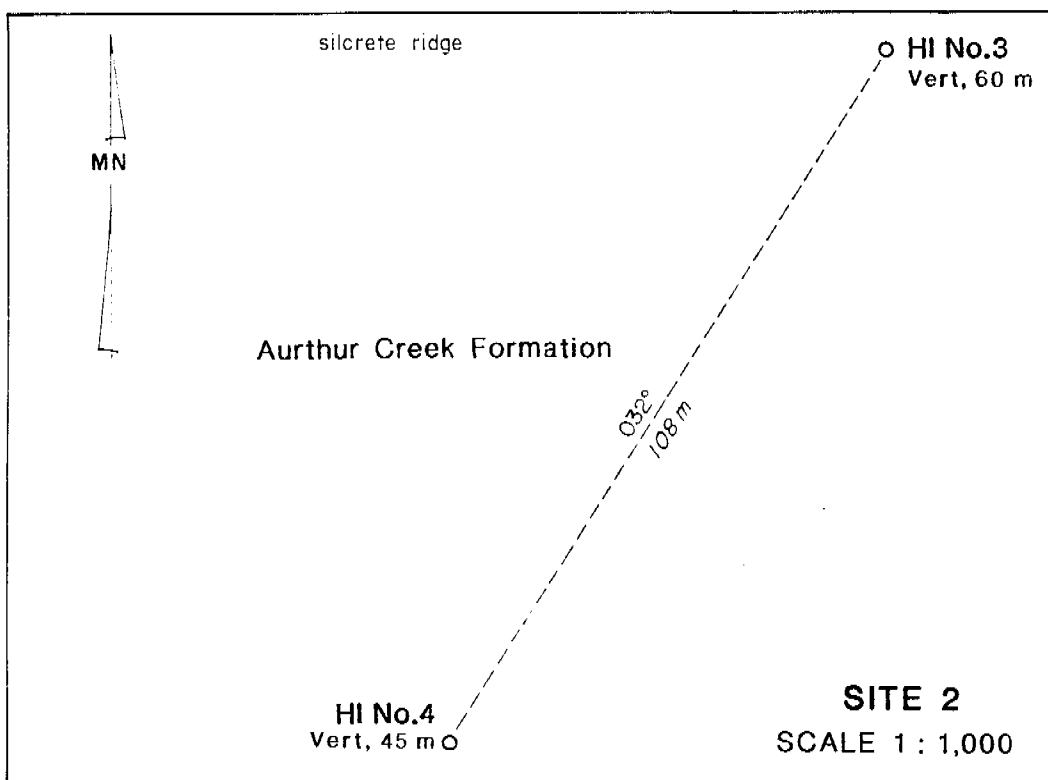 silcrete ridge
HI No.3
Vert, 60 m
MN
Aurthur Creek Formation
032°
108 m
HI No.4
Vert, 45 m
SITE 2
SCALE 1 : 1,000